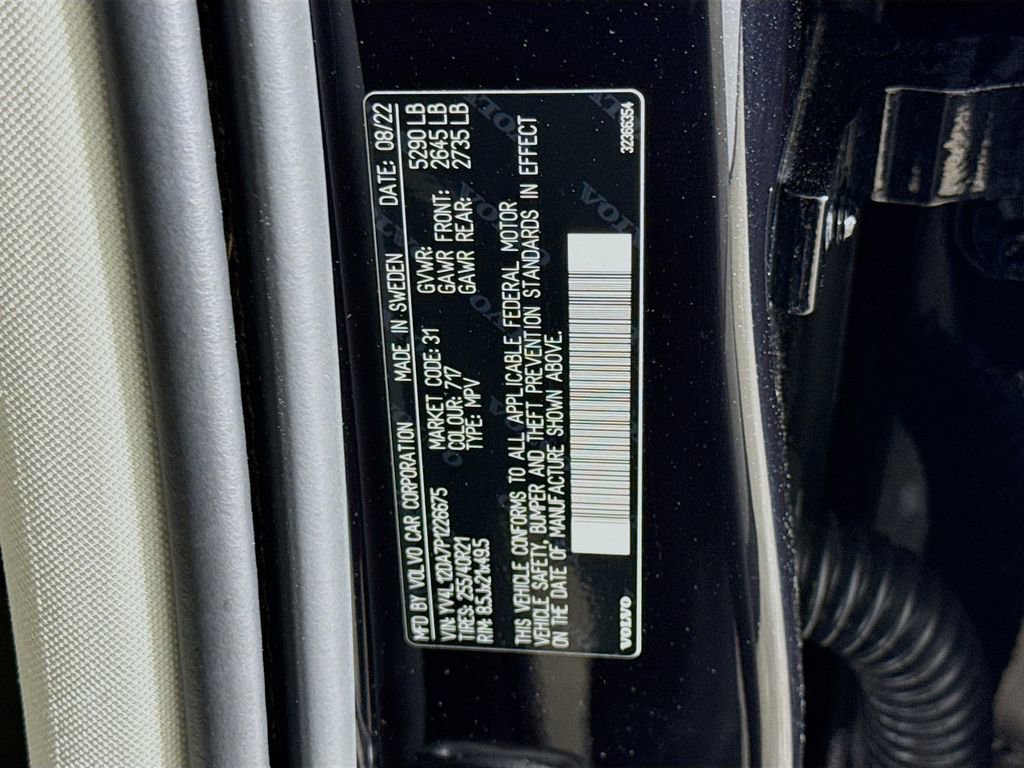 MFD BY VOLVO CAR CORPORATION MADE IN SWEDEN DATE: 08/22
VIN: YV4L12DA7P1226675 MARKET CODE: 31 GVWR: 5290 LB
TIRES: 255/40R21 COLOUR: 717 GAWR FRONT: 2645 LB
RIM: 8.5Jx21x49.5 TYPE: MPV GAWR REAR: 2735 LB
THIS VEHICLE CONFORMS TO ALL APPLICABLE FEDERAL MOTOR
VEHICLE SAFETY, BUMPER AND THEFT PREVENTION STANDARDS IN EFFECT
ON THE DATE OF MANUFACTURE SHOWN ABOVE.
VOLVO 32366354